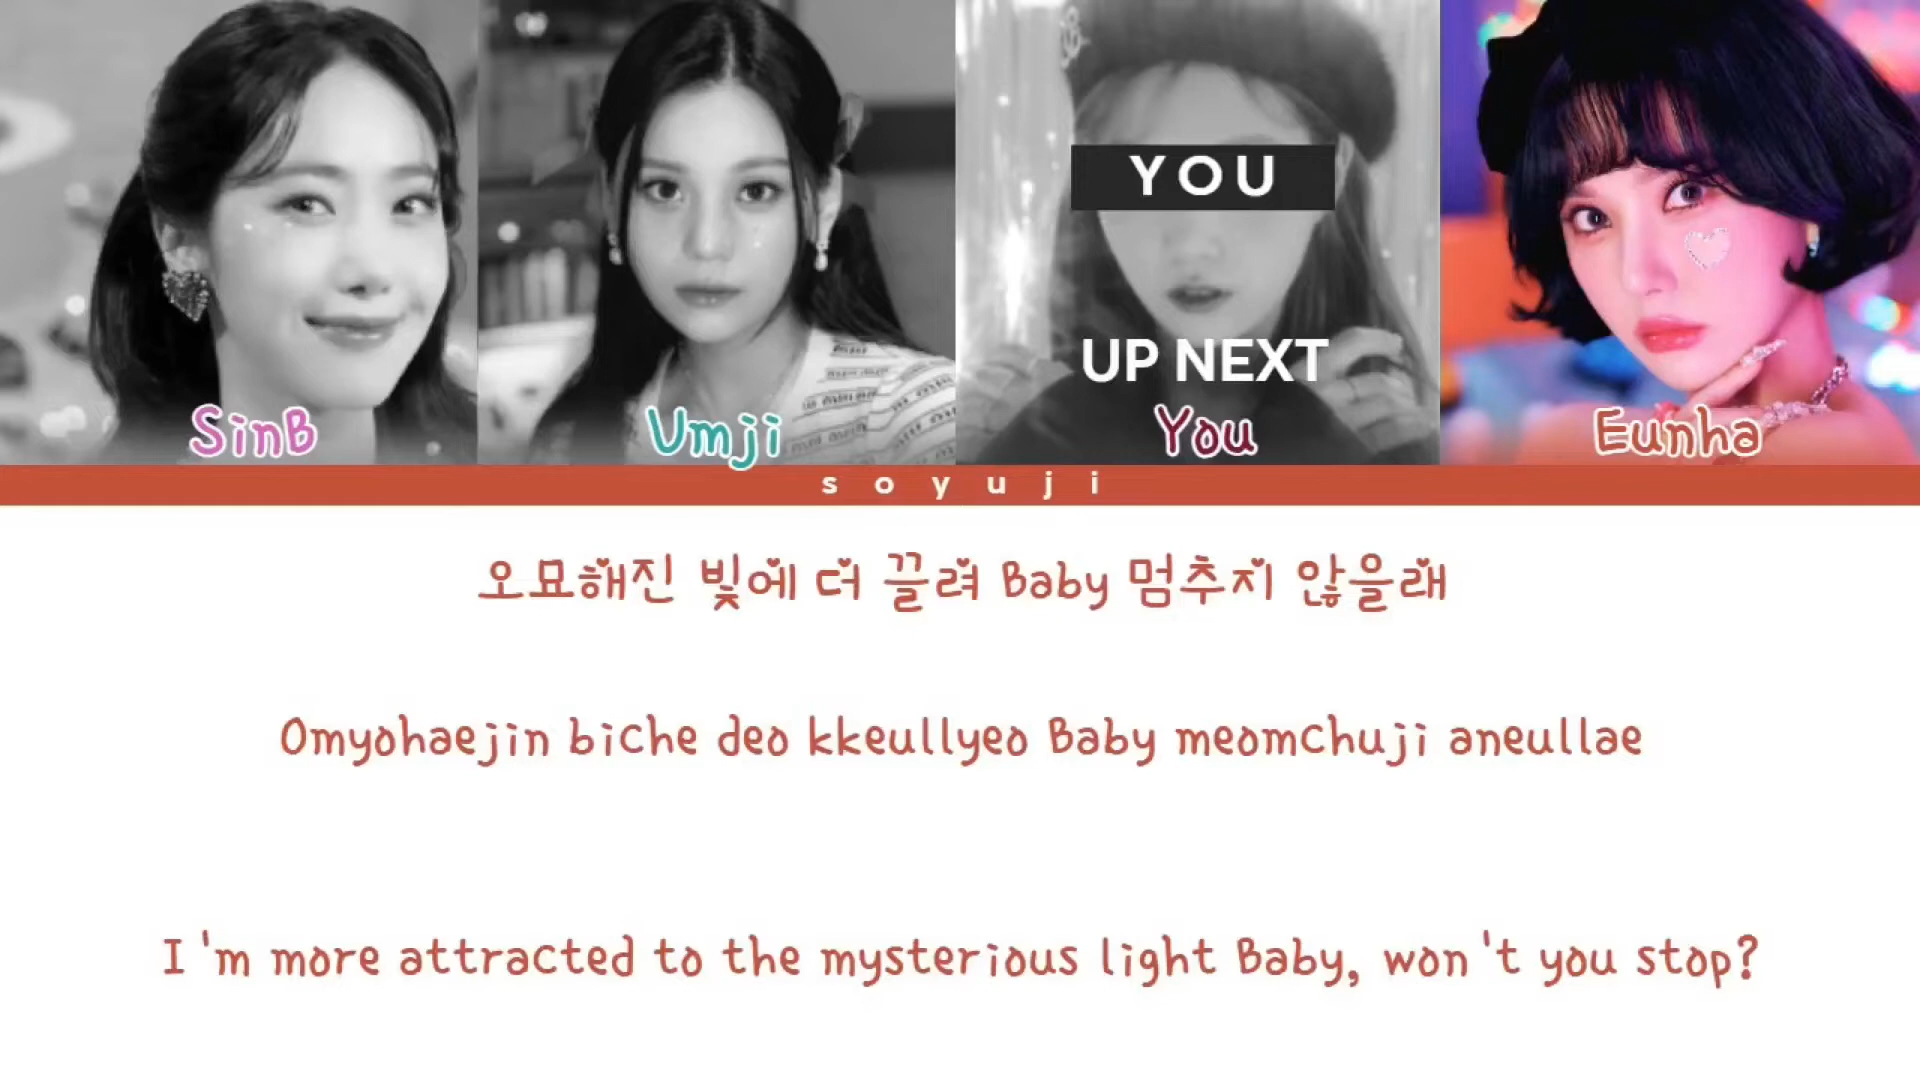 YOU
UP NEXT
SinB
Umji
You
Eunha
soyuji
오묘해진 빛에 더 끌려 Baby 멈추지 않을래
Omyohaejin biche deo kkeullyeo Baby meomchuji aneullae
I 'm more attracted to the mysterious light Baby, won 't you stop?